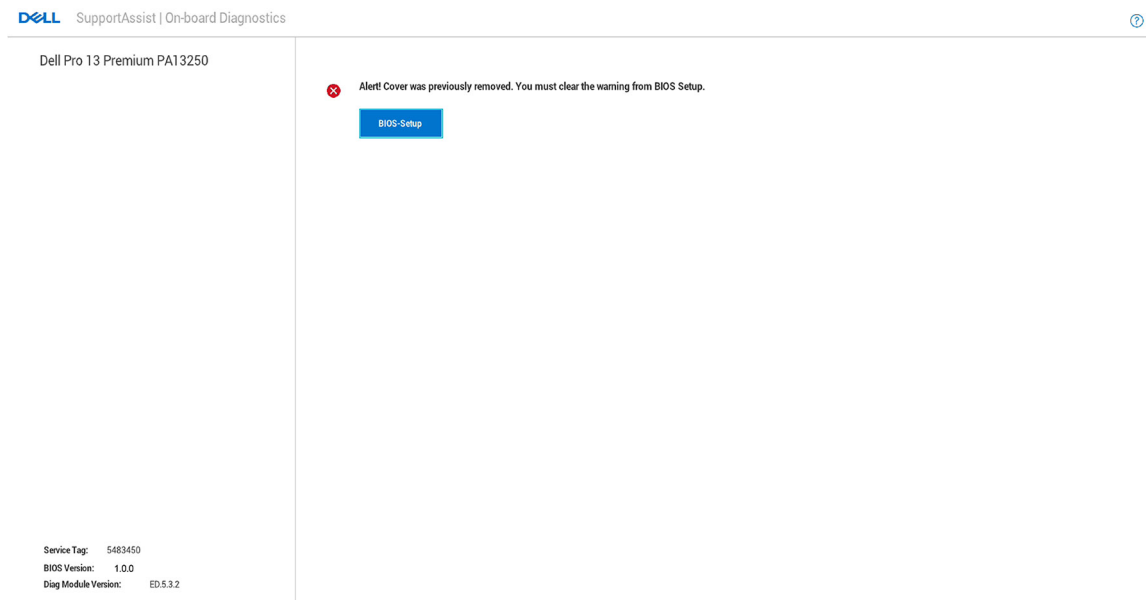 DELL SupportAssist | On-board Diagnostics
Dell Pro 13 Premium PA13250
Alert! Cover was previously removed. You must clear the warning from BIOS Setup.
BIOS-Setup
Service Tag: 5483450
BIOS Version: 1.0.0
Diag Module Version: ED.5.3.2